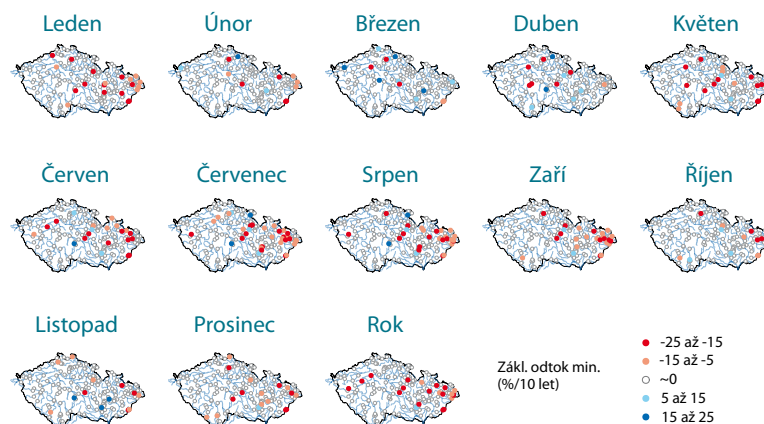 Leden Únor Březen Duben Květen
Červen Červenec Srpen Zaří Říjen
Listopad Prosinec Rok
Zákl. odtok min.
(%/10 let)
-25 až -15
-15 až -5
~0
5 až 15
15 až 25